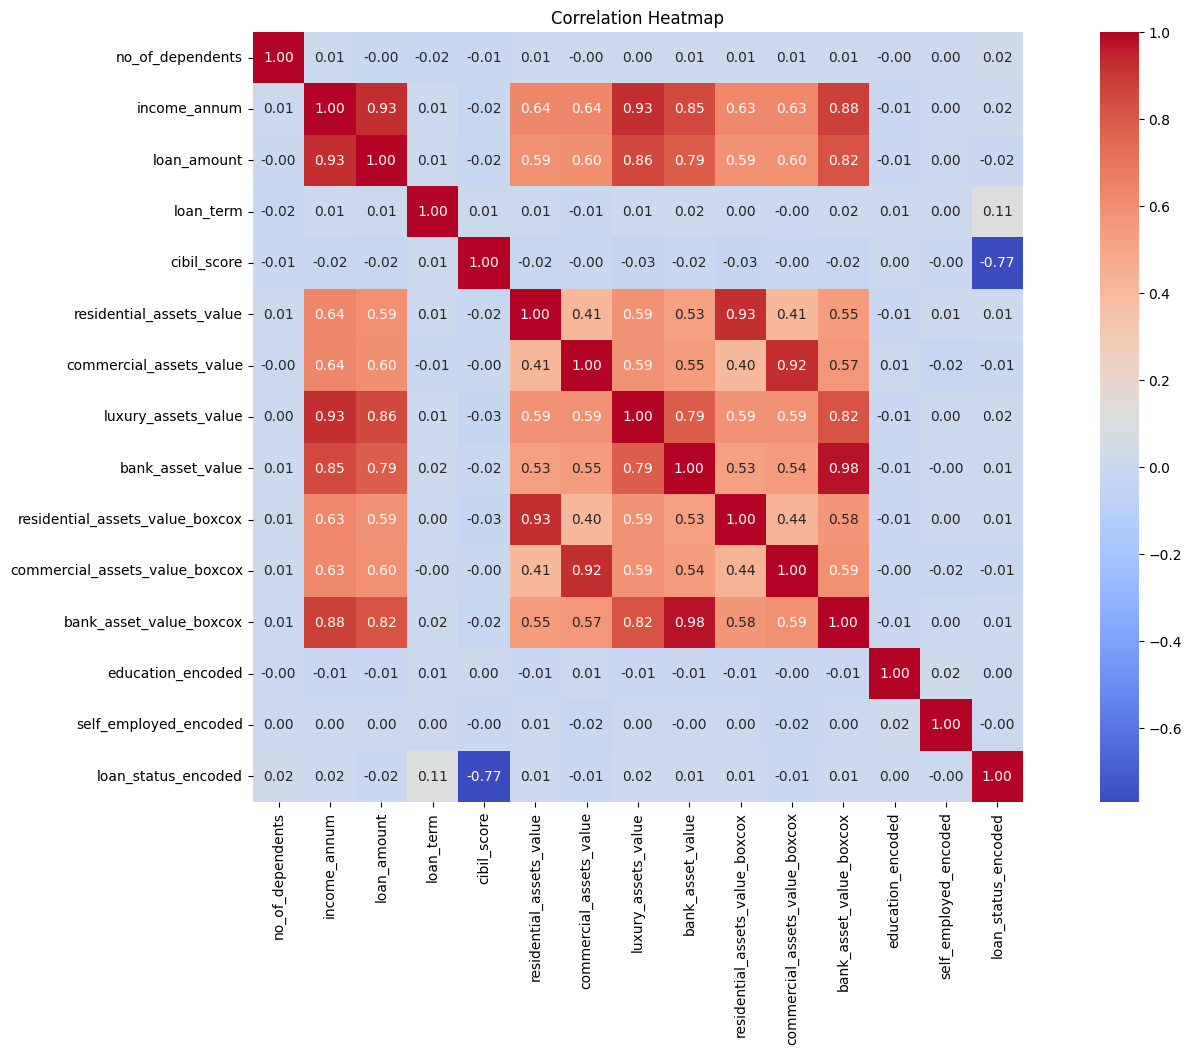 Correlation Heatmap
no_of_dependents 1.00 0.01 -0.00 -0.02 -0.01 0.01 -0.00 0.00 0.01 0.01 0.01 0.01 -0.00 0.00 0.02
income_annum 0.01 1.00 0.93 0.01 -0.02 0.64 0.64 0.93 0.85 0.63 0.63 0.88 -0.01 0.00 0.02
loan_amount -0.00 0.93 1.00 0.01 -0.02 0.59 0.60 0.86 0.79 0.59 0.60 0.82 -0.01 0.00 -0.02
loan_term -0.02 0.01 0.01 1.00 0.01 0.01 -0.01 0.01 0.02 0.00 -0.00 0.02 0.01 0.00 0.11
cibil_score -0.01 -0.02 -0.02 0.01 1.00 -0.02 -0.00 -0.03 -0.02 -0.03 -0.00 -0.02 0.00 -0.00 -0.77
residential_assets_value 0.01 0.64 0.59 0.01 -0.02 1.00 0.41 0.59 0.53 0.93 0.41 0.55 -0.01 0.01 0.01
commercial_assets_value -0.00 0.64 0.60 -0.01 -0.00 0.41 1.00 0.59 0.55 0.40 0.92 0.57 0.01 -0.02 -0.01
luxury_assets_value 0.00 0.93 0.86 0.01 -0.03 0.59 0.59 1.00 0.79 0.59 0.59 0.82 -0.01 0.00 0.02
bank_asset_value 0.01 0.85 0.79 0.02 -0.02 0.53 0.55 0.79 1.00 0.53 0.54 0.98 -0.01 -0.00 0.01
residential_assets_value_boxcox 0.01 0.63 0.59 0.00 -0.03 0.93 0.40 0.59 0.53 1.00 0.44 0.58 -0.01 0.00 0.01
commercial_assets_value_boxcox 0.01 0.63 0.60 -0.00 -0.00 0.41 0.92 0.59 0.54 0.44 1.00 0.59 -0.00 -0.02 -0.01
bank_asset_value_boxcox 0.01 0.88 0.82 0.02 -0.02 0.55 0.57 0.82 0.98 0.58 0.59 1.00 -0.01 0.00 0.01
education_encoded -0.00 -0.01 -0.01 0.01 0.00 -0.01 0.01 -0.01 -0.01 -0.01 -0.00 -0.01 1.00 0.02 0.00
self_employed_encoded 0.00 0.00 0.00 0.00 -0.00 0.01 -0.02 0.00 -0.00 0.00 -0.02 0.00 0.02 1.00 -0.00
loan_status_encoded 0.02 0.02 -0.02 0.11 -0.77 0.01 -0.01 0.02 0.01 0.01 -0.01 0.01 0.00 -0.00 1.00
no_of_dependents
income_annum
loan_amount
loan_term
cibil_score
residential_assets_value
commercial_assets_value
luxury_assets_value
bank_asset_value
residential_assets_value_boxcox
commercial_assets_value_boxcox
bank_asset_value_boxcox
education_encoded
self_employed_encoded
loan_status_encoded
1.0
0.8
0.6
0.4
0.2
0.0
−0.2
−0.4
−0.6